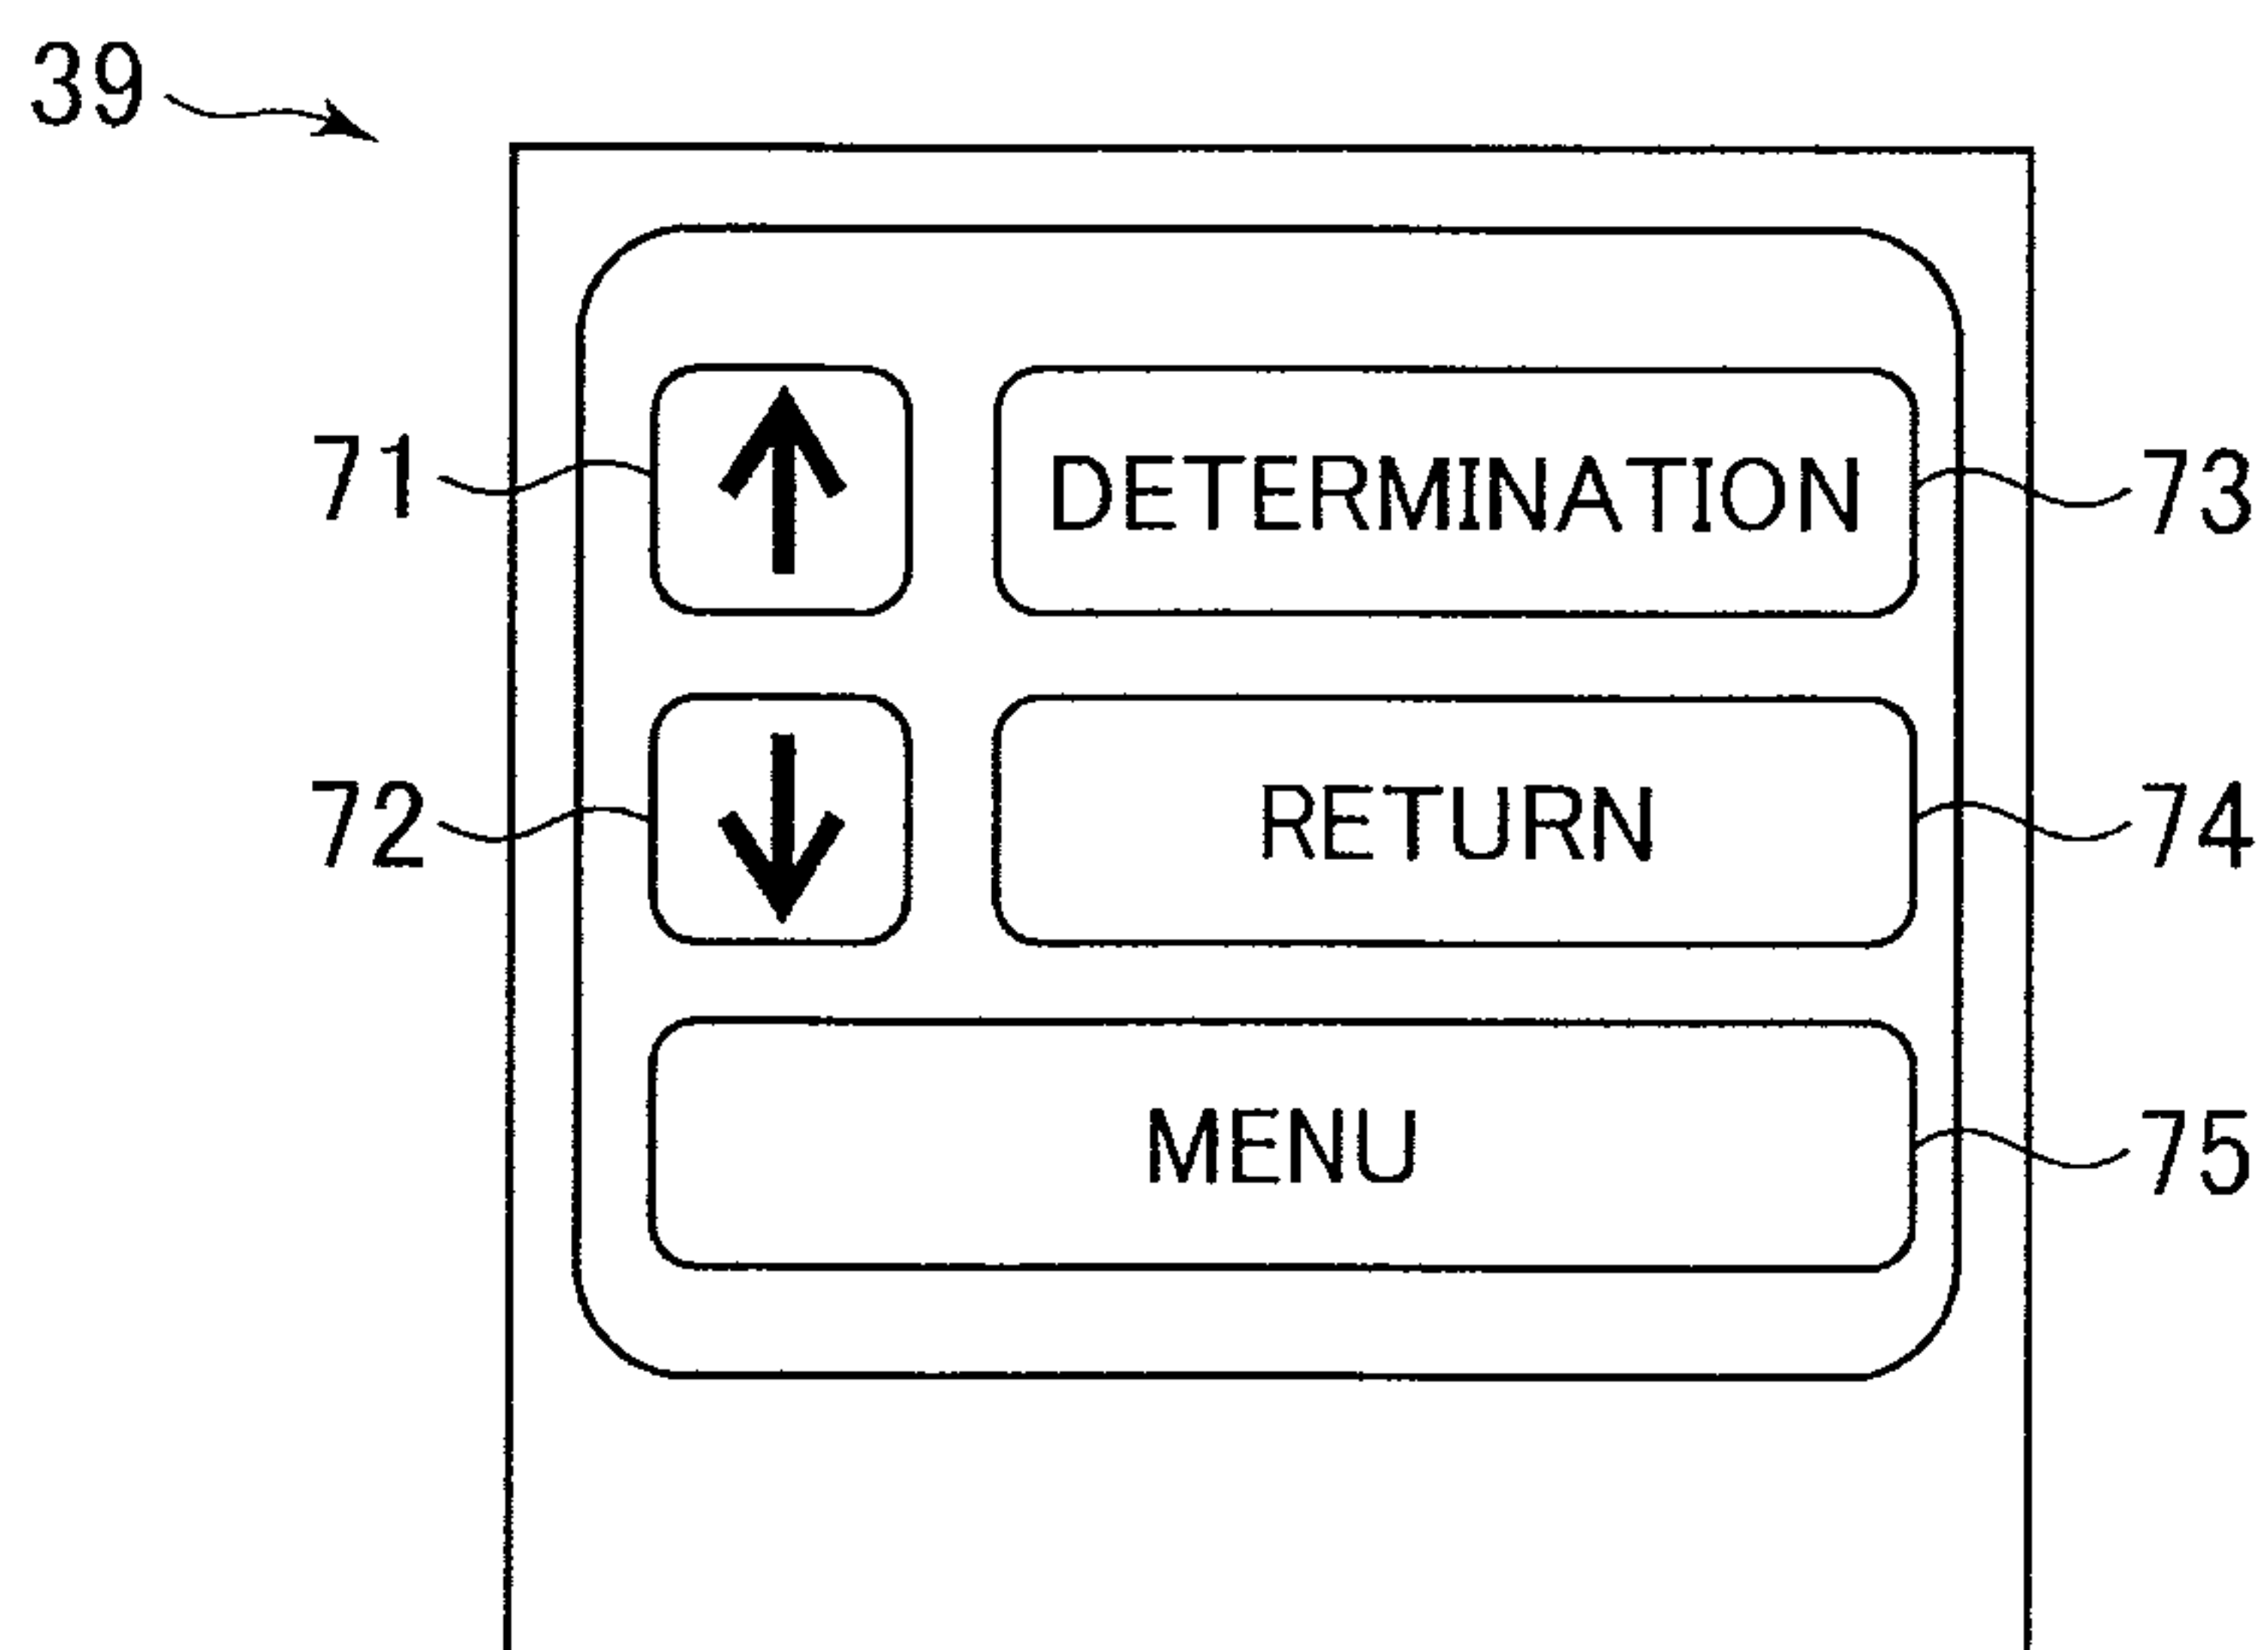 39
71 ↑ DETERMINATION 73
72 ↓ RETURN 74
MENU 75